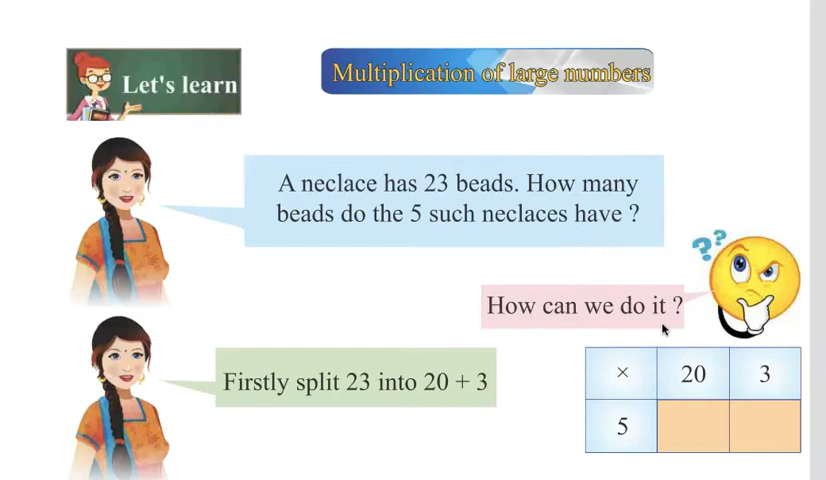 Let's learn
Multiplication of large numbers
A neclace has 23 beads. How many
beads do the 5 such neclaces have ?
How can we do it ?
Firstly split 23 into 20 + 3
× 20 3
5